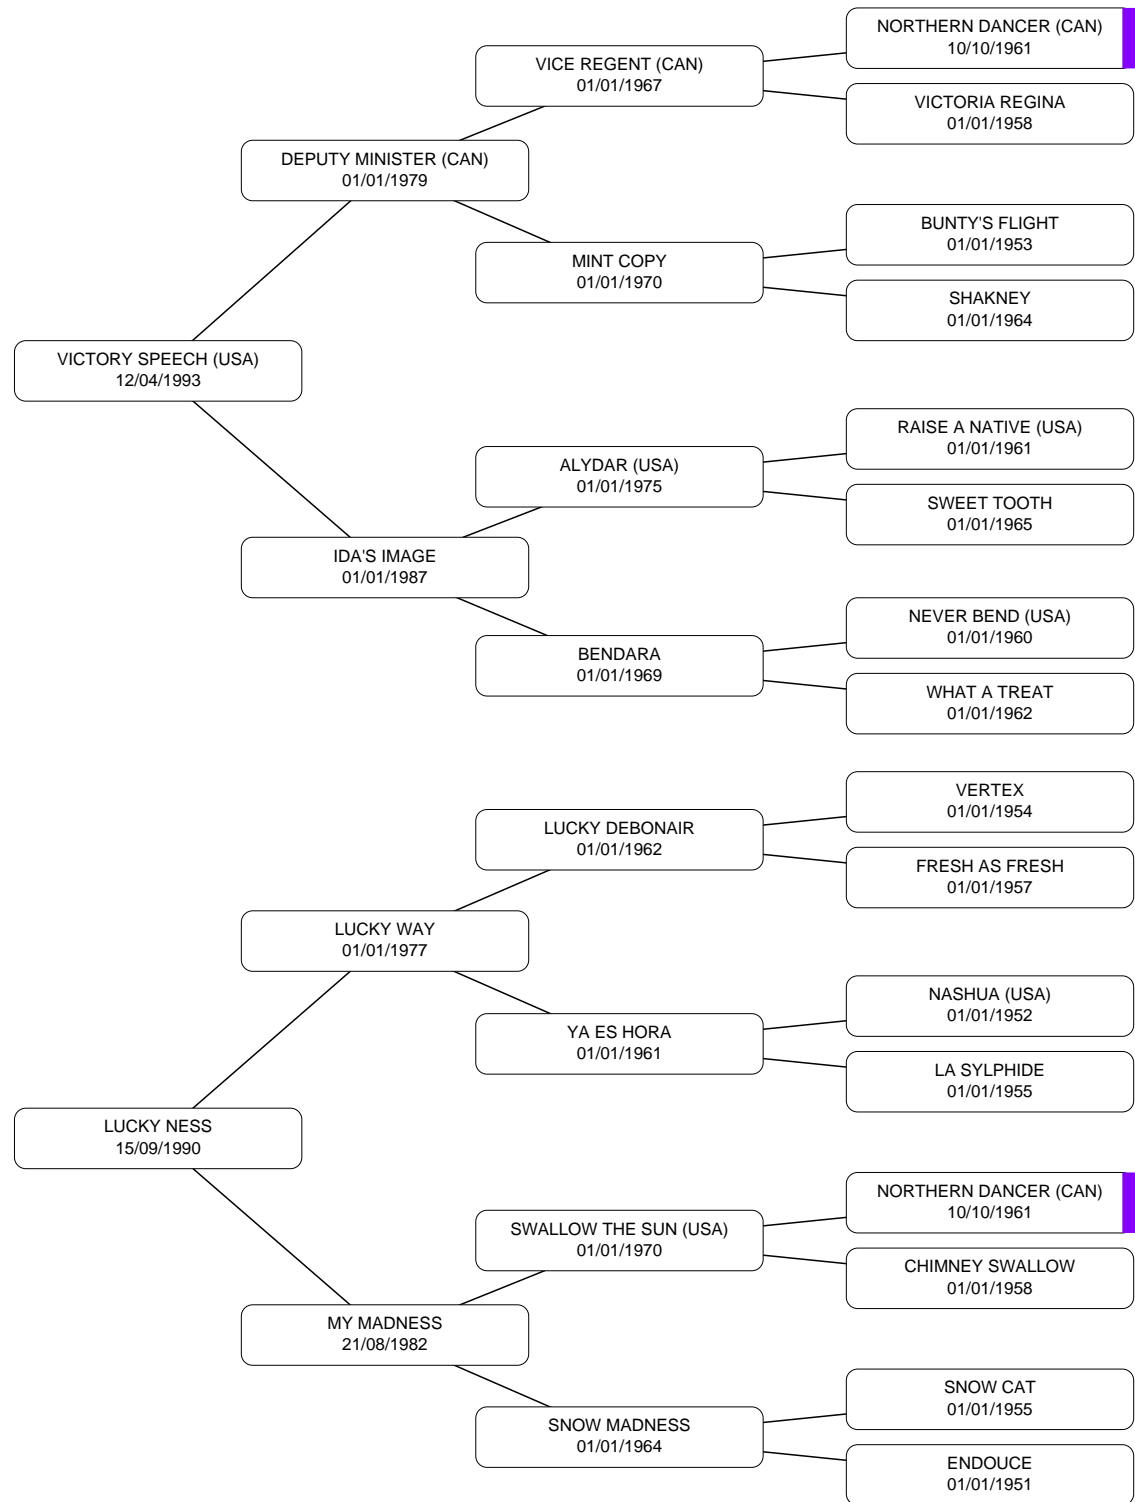 NORTHERN DANCER (CAN)
10/10/1961
VICE REGENT (CAN)
01/01/1967
VICTORIA REGINA
01/01/1958
DEPUTY MINISTER (CAN)
01/01/1979
BUNTY'S FLIGHT
01/01/1953
MINT COPY
01/01/1970
SHAKNEY
01/01/1964
VICTORY SPEECH (USA)
12/04/1993
RAISE A NATIVE (USA)
01/01/1961
ALYDAR (USA)
01/01/1975
SWEET TOOTH
01/01/1965
IDA'S IMAGE
01/01/1987
NEVER BEND (USA)
01/01/1960
BENDARA
01/01/1969
WHAT A TREAT
01/01/1962
VERTEX
01/01/1954
LUCKY DEBONAIR
01/01/1962
FRESH AS FRESH
01/01/1957
LUCKY WAY
01/01/1977
NASHUA (USA)
01/01/1952
YA ES HORA
01/01/1961
LA SYLPHIDE
01/01/1955
LUCKY NESS
15/09/1990
NORTHERN DANCER (CAN)
10/10/1961
SWALLOW THE SUN (USA)
01/01/1970
CHIMNEY SWALLOW
01/01/1958
MY MADNESS
21/08/1982
SNOW CAT
01/01/1955
SNOW MADNESS
01/01/1964
ENDOUCE
01/01/1951